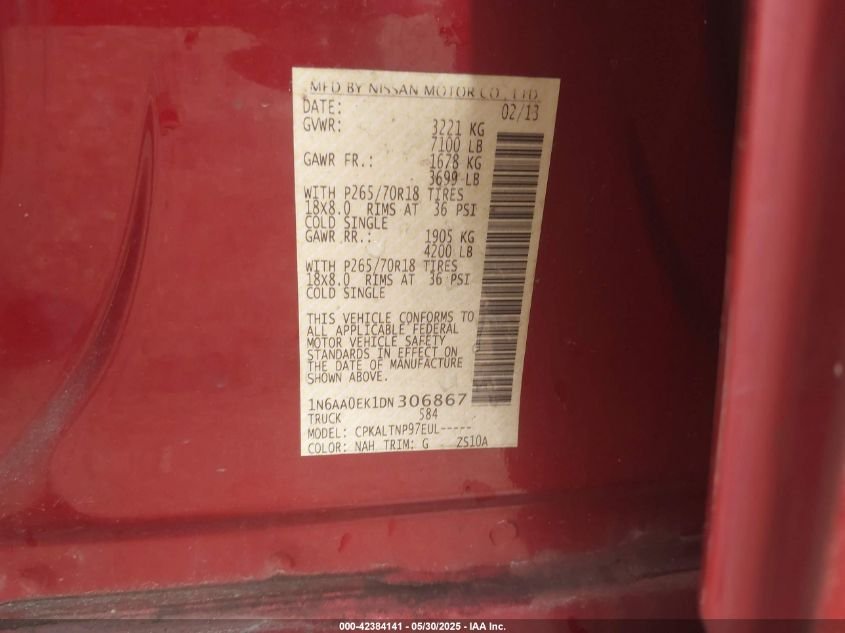 MFD BY NISSAN MOTOR CO., LTD.
DATE: 02/13
GVWR: 3221 KG
7100 LB
GAWR FR.: 1678 KG
3699 LB
WITH P265/70R18 TIRES
18X8.0 RIMS AT 36 PSI
COLD SINGLE
GAWR RR.: 1905 KG
4200 LB
WITH P265/70R18 TIRES
18X8.0 RIMS AT 36 PSI
COLD SINGLE
THIS VEHICLE CONFORMS TO
ALL APPLICABLE FEDERAL
MOTOR VEHICLE SAFETY
STANDARDS IN EFFECT ON
THE DATE OF MANUFACTURE
SHOWN ABOVE.
1N6AA0EK1DN306867
TRUCK 584
MODEL: CPKALTNP97EUL-----
COLOR: NAH TRIM: G ZS10A
000-42384141 - 05/30/2025 - IAA Inc.